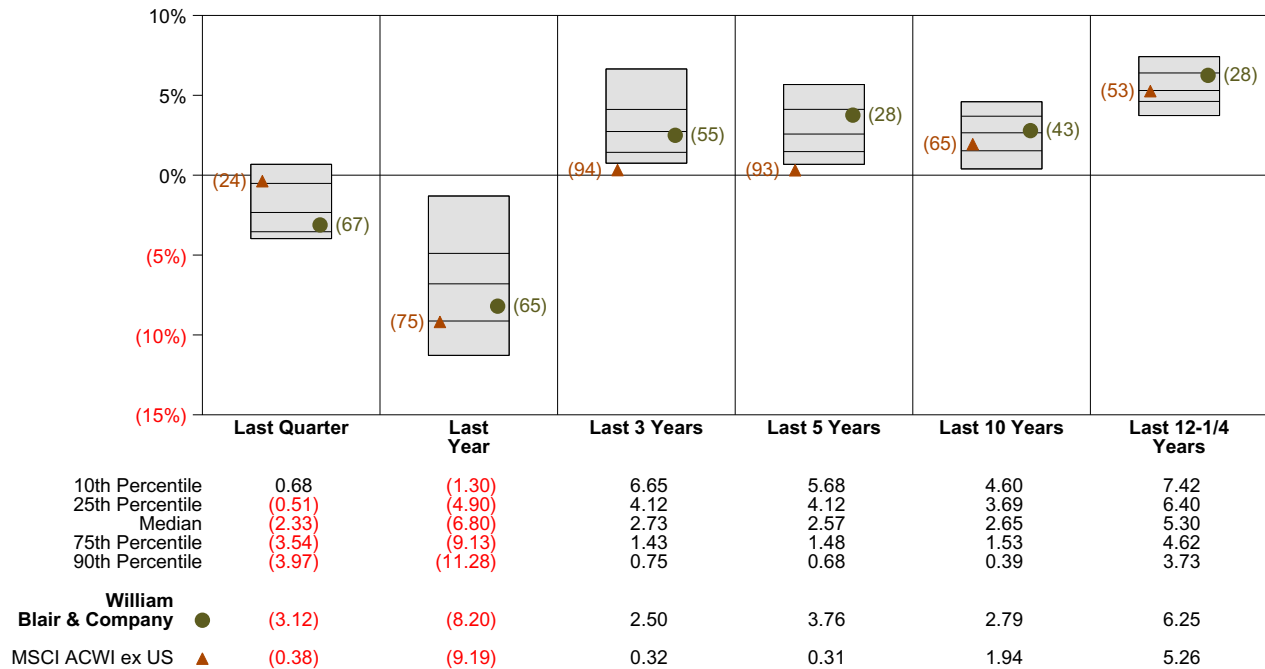 10%
5%
0%
(5%)
(10%)
(15%)
(24)
(67)
(75)
(65)
(94)
(55)
(93)
(28)
(65)
(43)
(53)
(28)
Last Quarter Last Last 3 Years Last 5 Years Last 10 Years Last 12-1/4
Year Years
10th Percentile 0.68 (1.30) 6.65 5.68 4.60 7.42
25th Percentile (0.51) (4.90) 4.12 4.12 3.69 6.40
Median (2.33) (6.80) 2.73 2.57 2.65 5.30
75th Percentile (3.54) (9.13) 1.43 1.48 1.53 4.62
90th Percentile (3.97) (11.28) 0.75 0.68 0.39 3.73
William
Blair & Company (3.12) (8.20) 2.50 3.76 2.79 6.25
MSCI ACWI ex US (0.38) (9.19) 0.32 0.31 1.94 5.26